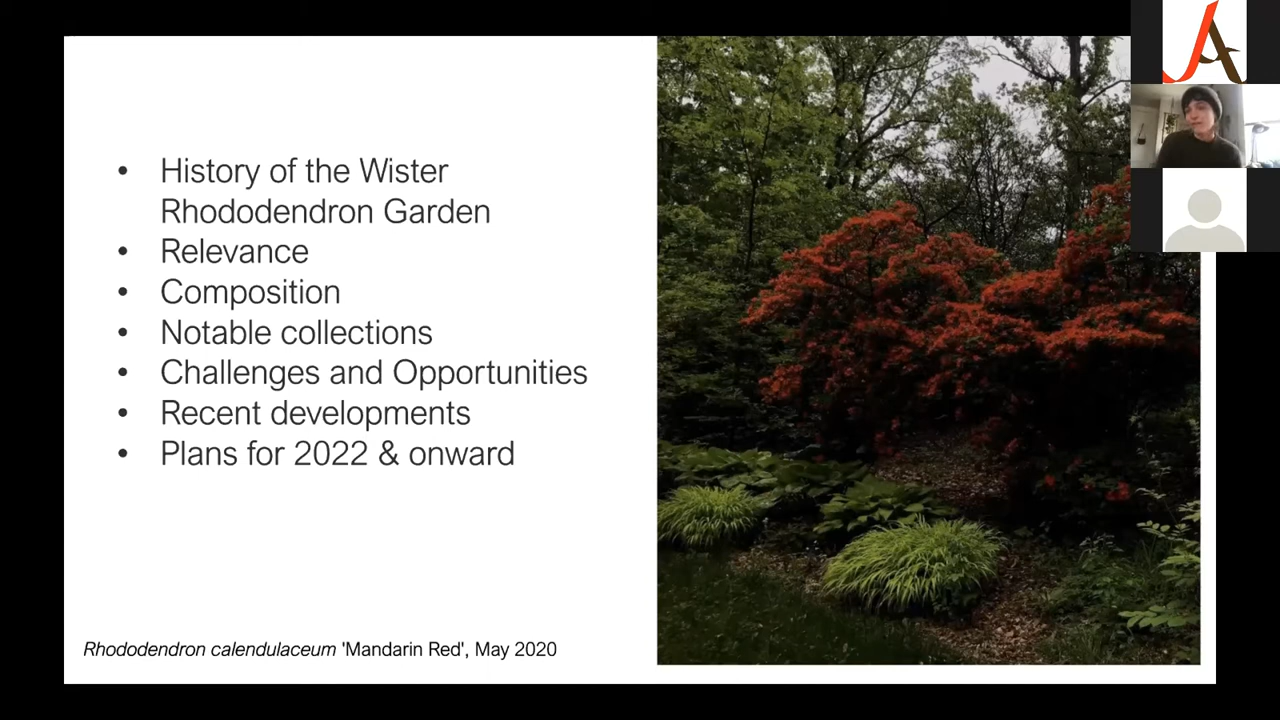 • History of the Wister
Rhododendron Garden
• Relevance
• Composition
• Notable collections
• Challenges and Opportunities
• Recent developments
• Plans for 2022 & onward
Rhododendron calendulaceum 'Mandarin Red', May 2020